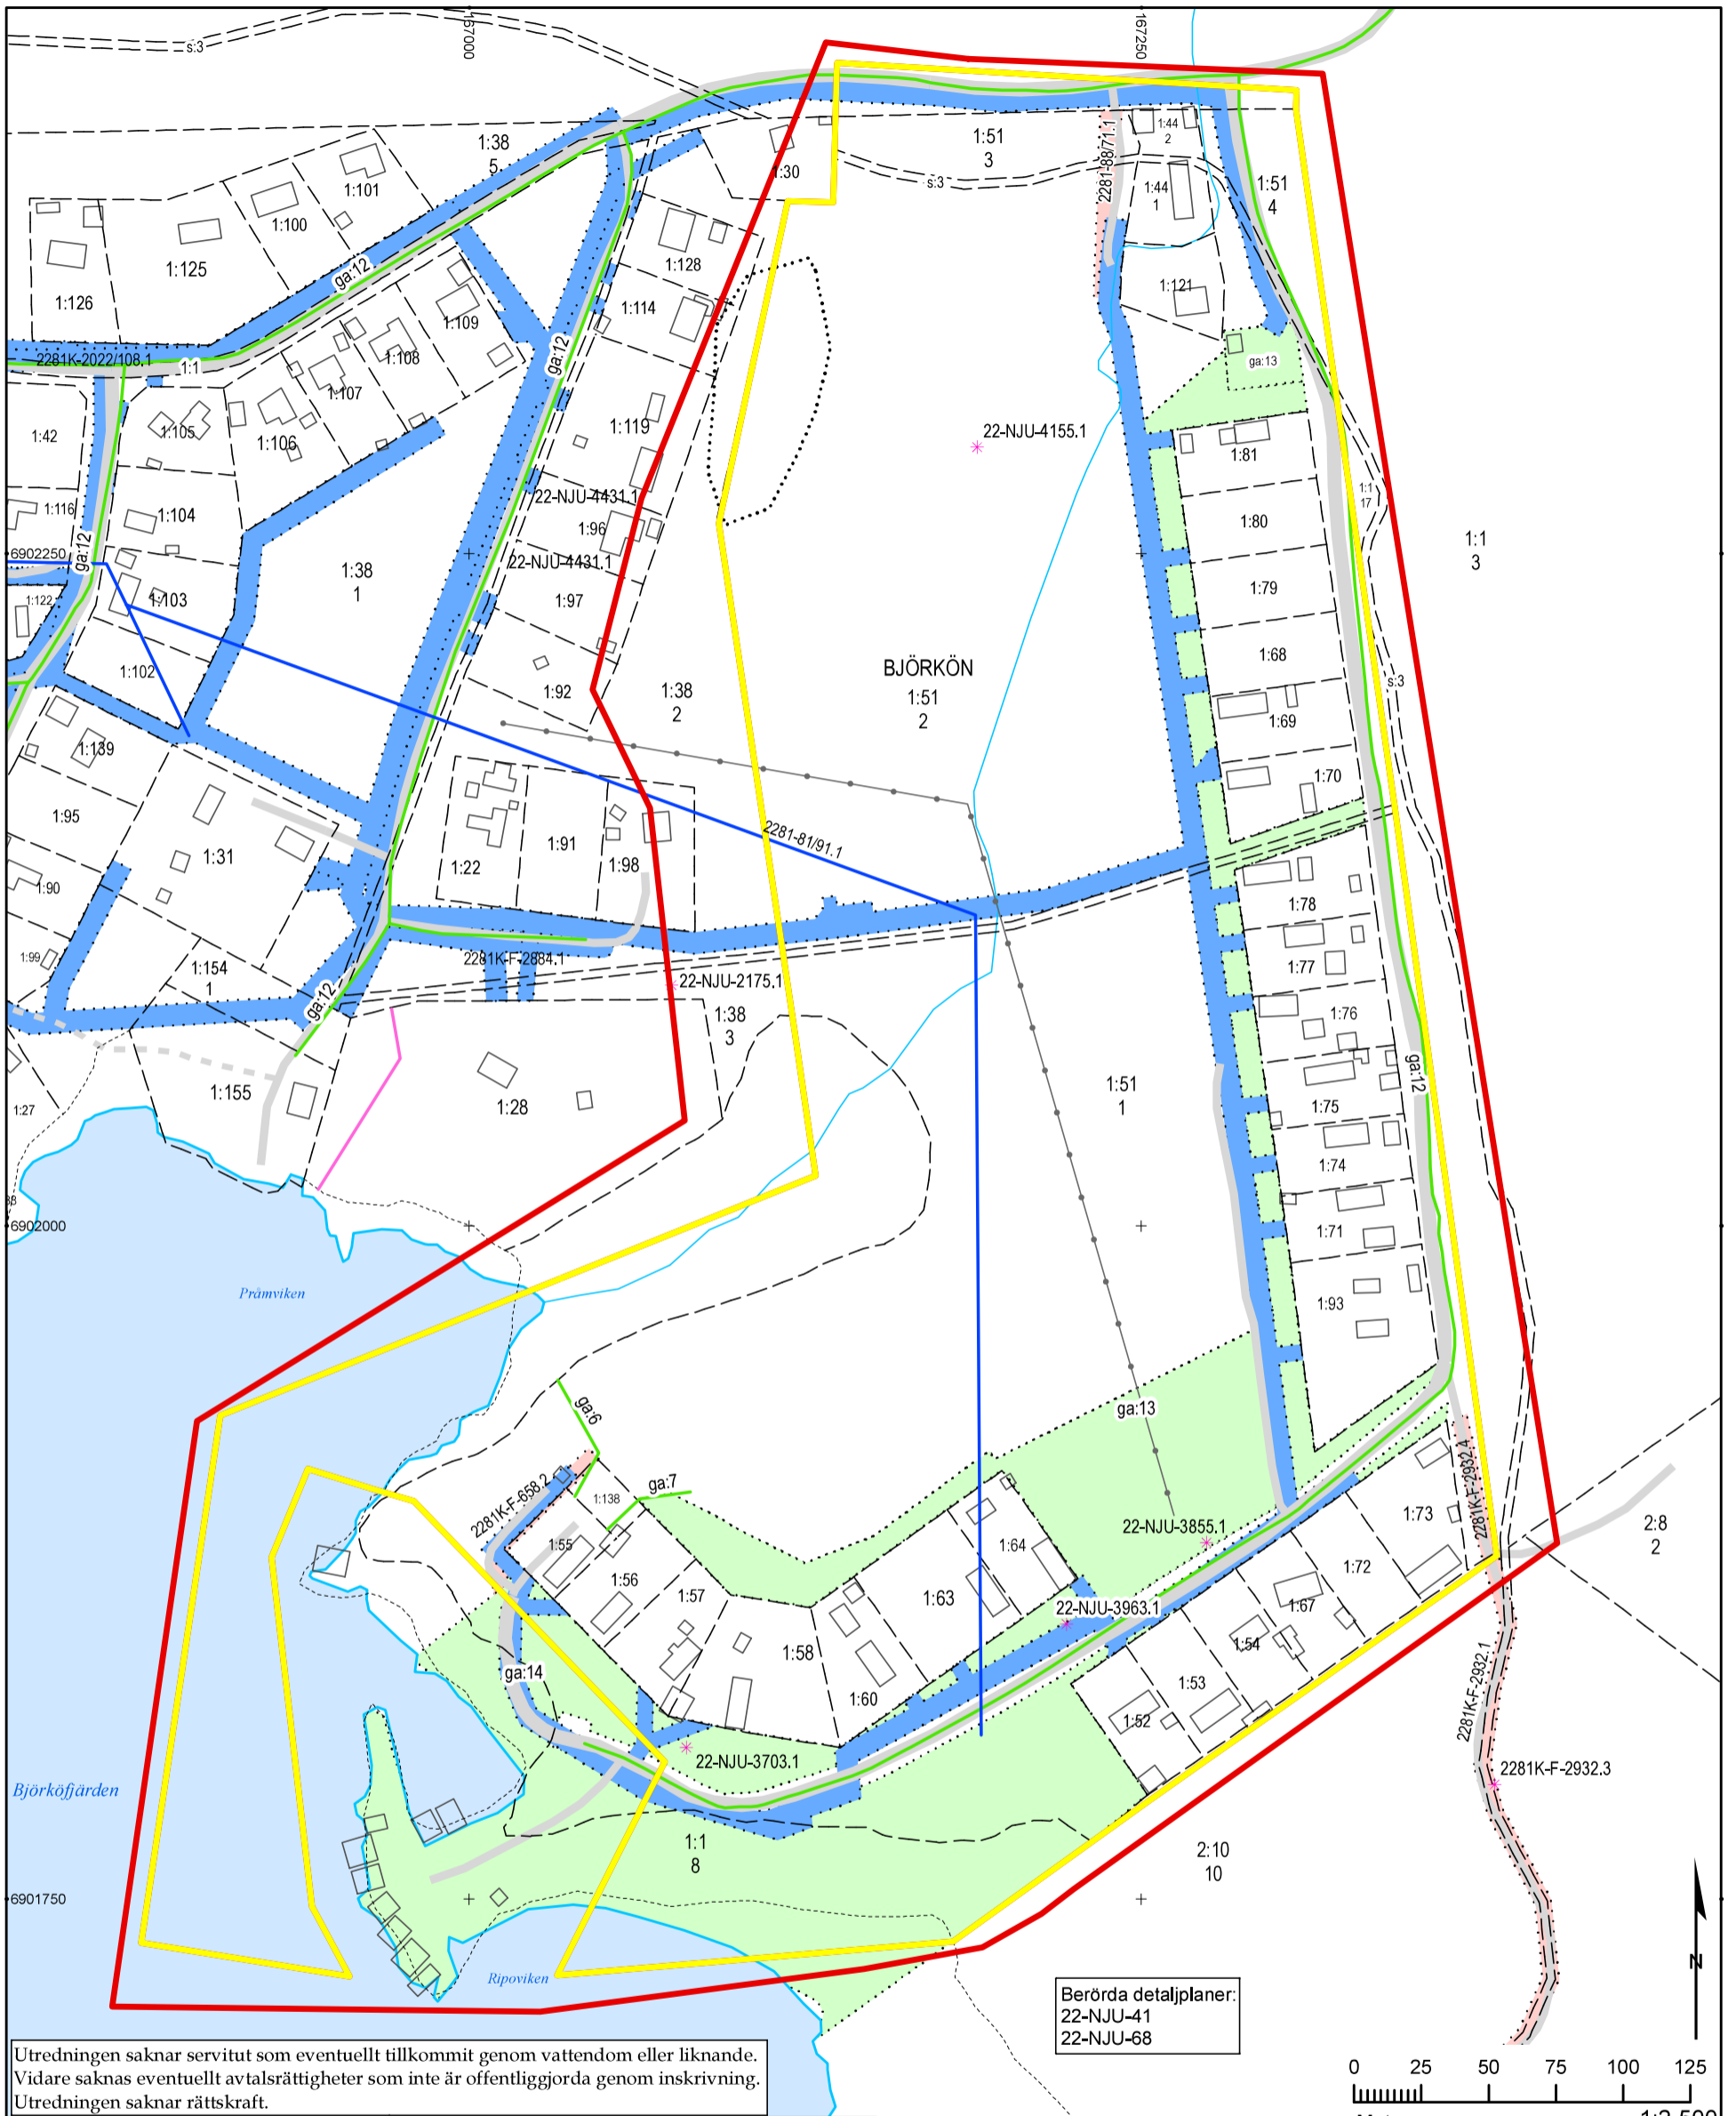 s:3
167000
167250
1:38
5
1:101
1:100
1:125
1:126
1:30
1:51
3
s:3
2281-88/71.1
1:44
2
1:44
1
1:51
4
1:128
ga:12
1:114
1:109
1:108
1:107
1:121
ga:12
ga:13
2281K-2022/108.1
1:1
1:42
1:105
1:106
1:119
22-NJU-4155.1
1:81
1:116
1:104
22-NJU-4431.1
1:96
1:80
1:1
17
1:1
3
6902250
ga:12
1:38
1
22-NJU-4431.1
1:97
1:79
1:122
1:103
1:102
1:92
1:38
2
BJÖRKÖN
1:51
2
1:68
s:3
1:69
1:139
1:70
1:95
1:31
1:22
1:91
1:98
2281-81/91.1
1:90
1:78
1:99
1:154
1
2281K-F-2884.1
1:77
ga:12
22-NJU-2175.1
1:38
3
1:76
ga:12
1:155
1:28
1:51
1
1:75
1:27
1:74
6902000
1:71
Pråmviken
1:93
ga:6
ga:13
2281K-F-658.2
1:138
ga:7
2281K-F-2932.4
1:73
2:8
2
22-NJU-3855.1
1:55
1:64
1:56
1:72
1:57
1:63
22-NJU-3963.1
1:67
1:54
1:58
ga:14
1:53
1:60
1:52
2281K-F-2932.1
22-NJU-3703.1
2281K-F-2932.3
Björköfjärden
1:1
8
2:10
10
6901750
Ripoviken
N
Berörda detaljplaner:
22-NJU-41
22-NJU-68
Utredningen saknar servitut som eventuellt tillkommit genom vattendom eller liknande.
Vidare saknas eventuellt avtalsrättigheter som inte är offentliggjorda genom inskrivning.
Utredningen saknar rättskraft.
0 25 50 75 100 125